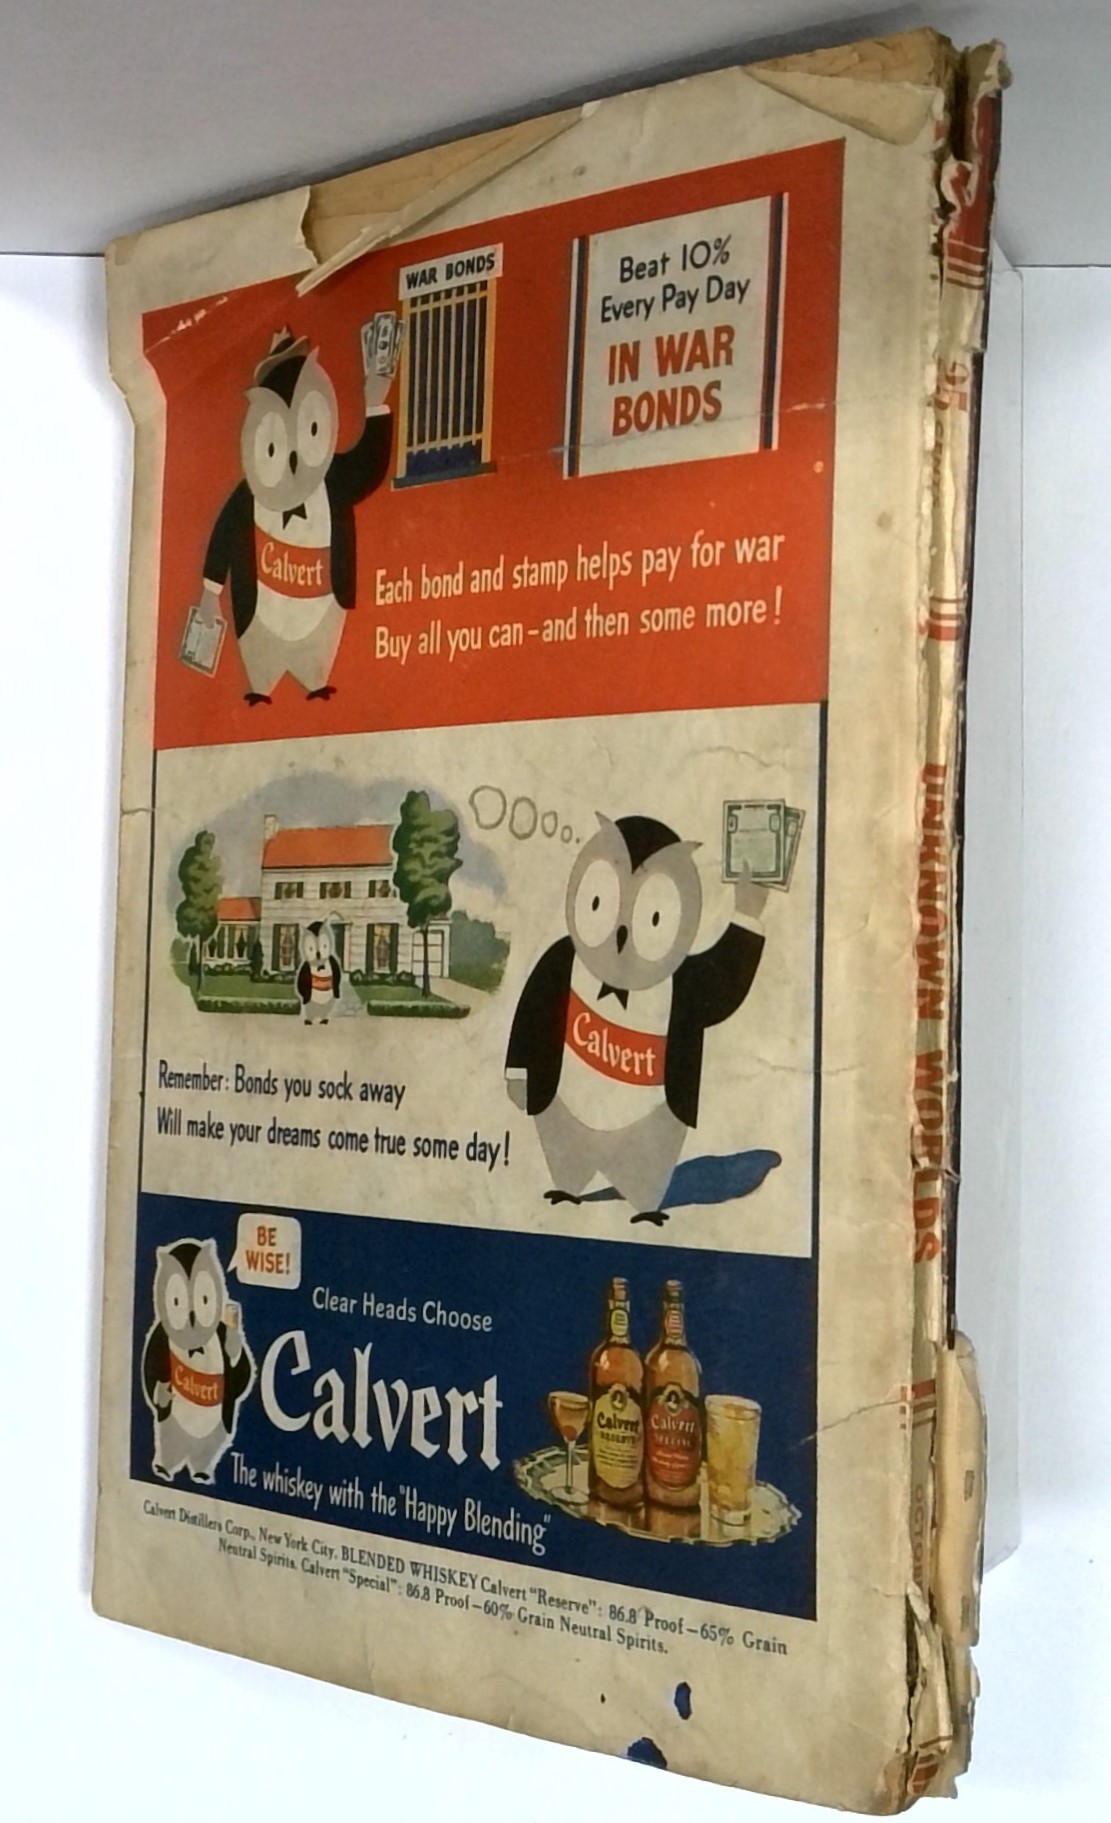 WAR BONDS
Beat 10%
Every Pay Day
IN WAR
BONDS
Calvert
Each bond and stamp helps pay for war
Buy all you can—and then some more!
Calvert
Remember: Bonds you sock away
Will make your dreams come true some day!
BE
WISE!
Calvert
Clear Heads Choose
Calvert
The whiskey with the "Happy Blending"
Calvert
RESERVE
Calvert
SPECIAL
Calvert Distillers Corp., New York City. BLENDED WHISKEY Calvert "Reserve": 86.8 Proof—65% Grain
Neutral Spirits. Calvert "Special": 86.8 Proof—60% Grain Neutral Spirits.
UNKNOWN WORLDS